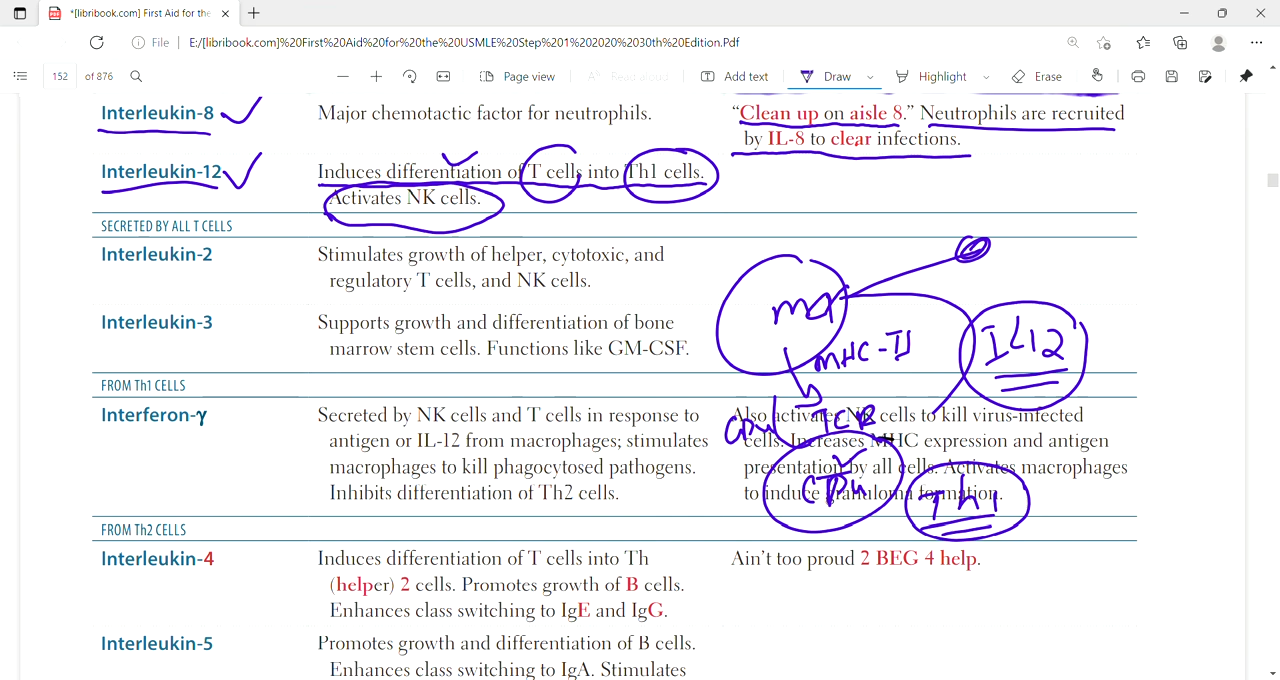 *[libribook.com] First Aid for the
File E:/[libribook.com]%20First%20Aid%20for%20the%20USMLE%20Step%201%202020%2030th%20Edition.Pdf
152 of 876 Page view Read aloud Add text Draw Highlight Erase
Interleukin-8 Major chemotactic factor for neutrophils. “Clean up on aisle 8.” Neutrophils are recruited
by IL-8 to clear infections.
Interleukin-12 Induces differentiation of T cells into Th1 cells.
Activates NK cells.
SECRETED BY ALL T CELLS
Interleukin-2 Stimulates growth of helper, cytotoxic, and
regulatory T cells, and NK cells.
Interleukin-3 Supports growth and differentiation of bone
marrow stem cells. Functions like GM-CSF.
MHC-II
IL12
FROM Th1 CELLS
Interferon-γ Secreted by NK cells and T cells in response to Also activates NK cells to kill virus-infected
antigen or IL-12 from macrophages; stimulates cells. Increases MHC expression and antigen
macrophages to kill phagocytosed pathogens. presentation by all cells. Activates macrophages
Inhibits differentiation of Th2 cells. to induce granuloma formation.
TCR
CD4
Th1
FROM Th2 CELLS
Interleukin-4 Induces differentiation of T cells into Th Ain’t too proud 2 BEG 4 help.
(helper) 2 cells. Promotes growth of B cells.
Enhances class switching to IgE and IgG.
Interleukin-5 Promotes growth and differentiation of B cells.
Enhances class switching to IgA. Stimulates